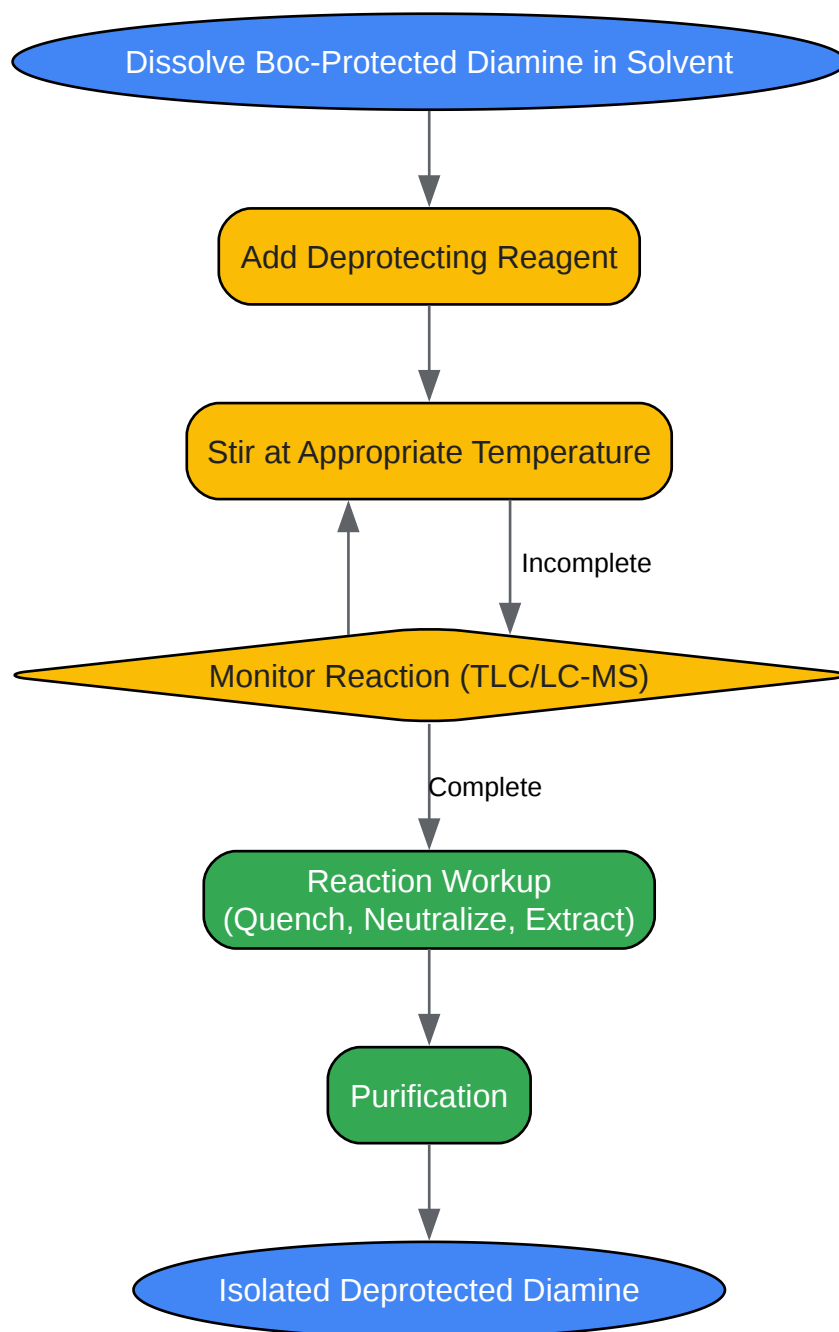 Dissolve Boc-Protected Diamine in Solvent
Add Deprotecting Reagent
Stir at Appropriate Temperature
Incomplete
Monitor Reaction (TLC/LC-MS)
Complete
Reaction Workup
(Quench, Neutralize, Extract)
Purification
Isolated Deprotected Diamine